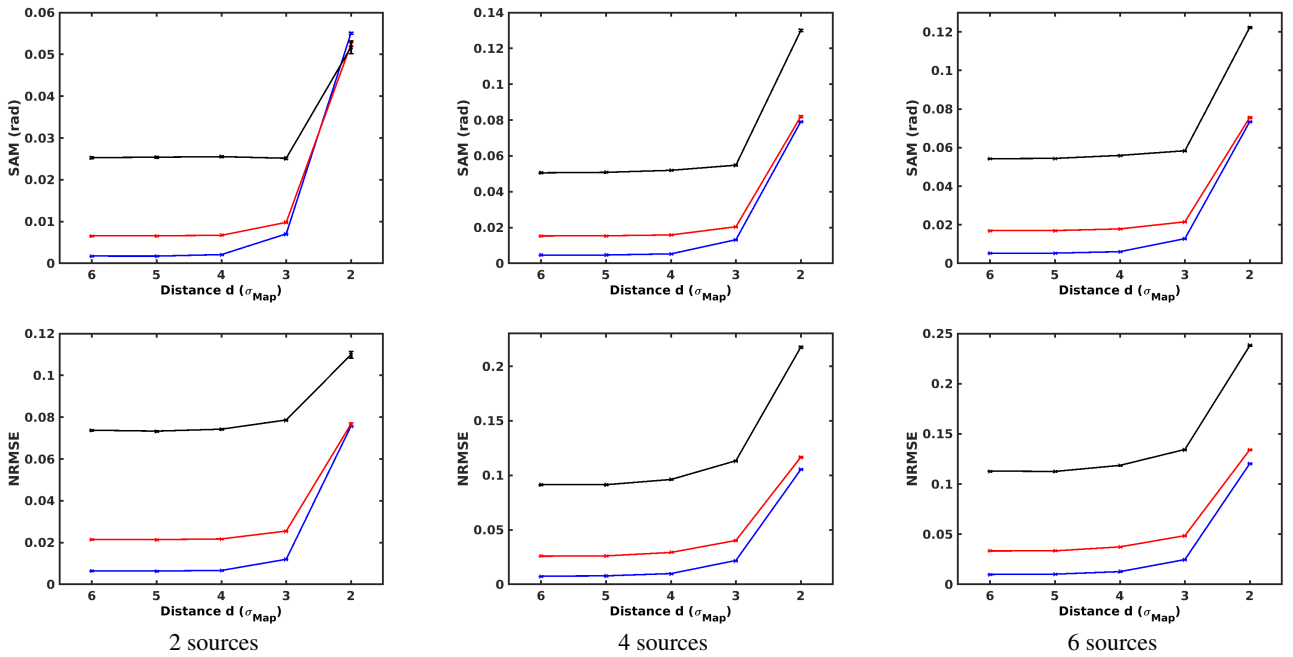 0.06
0.05
0.04
0.03
0.02
0.01
0
SAM (rad)
6 5 4 3 2
Distance d (σMap)
0.14
0.12
0.1
0.08
0.06
0.04
0.02
0
SAM (rad)
6 5 4 3 2
Distance d (σMap)
0.12
0.1
0.08
0.06
0.04
0.02
0
SAM (rad)
6 5 4 3 2
Distance d (σMap)
0.12
0.1
0.08
0.06
0.04
0.02
0
NRMSE
6 5 4 3 2
Distance d (σMap)
2 sources
0.2
0.15
0.1
0.05
0
NRMSE
6 5 4 3 2
Distance d (σMap)
4 sources
0.25
0.2
0.15
0.1
0.05
0
NRMSE
6 5 4 3 2
Distance d (σMap)
6 sources